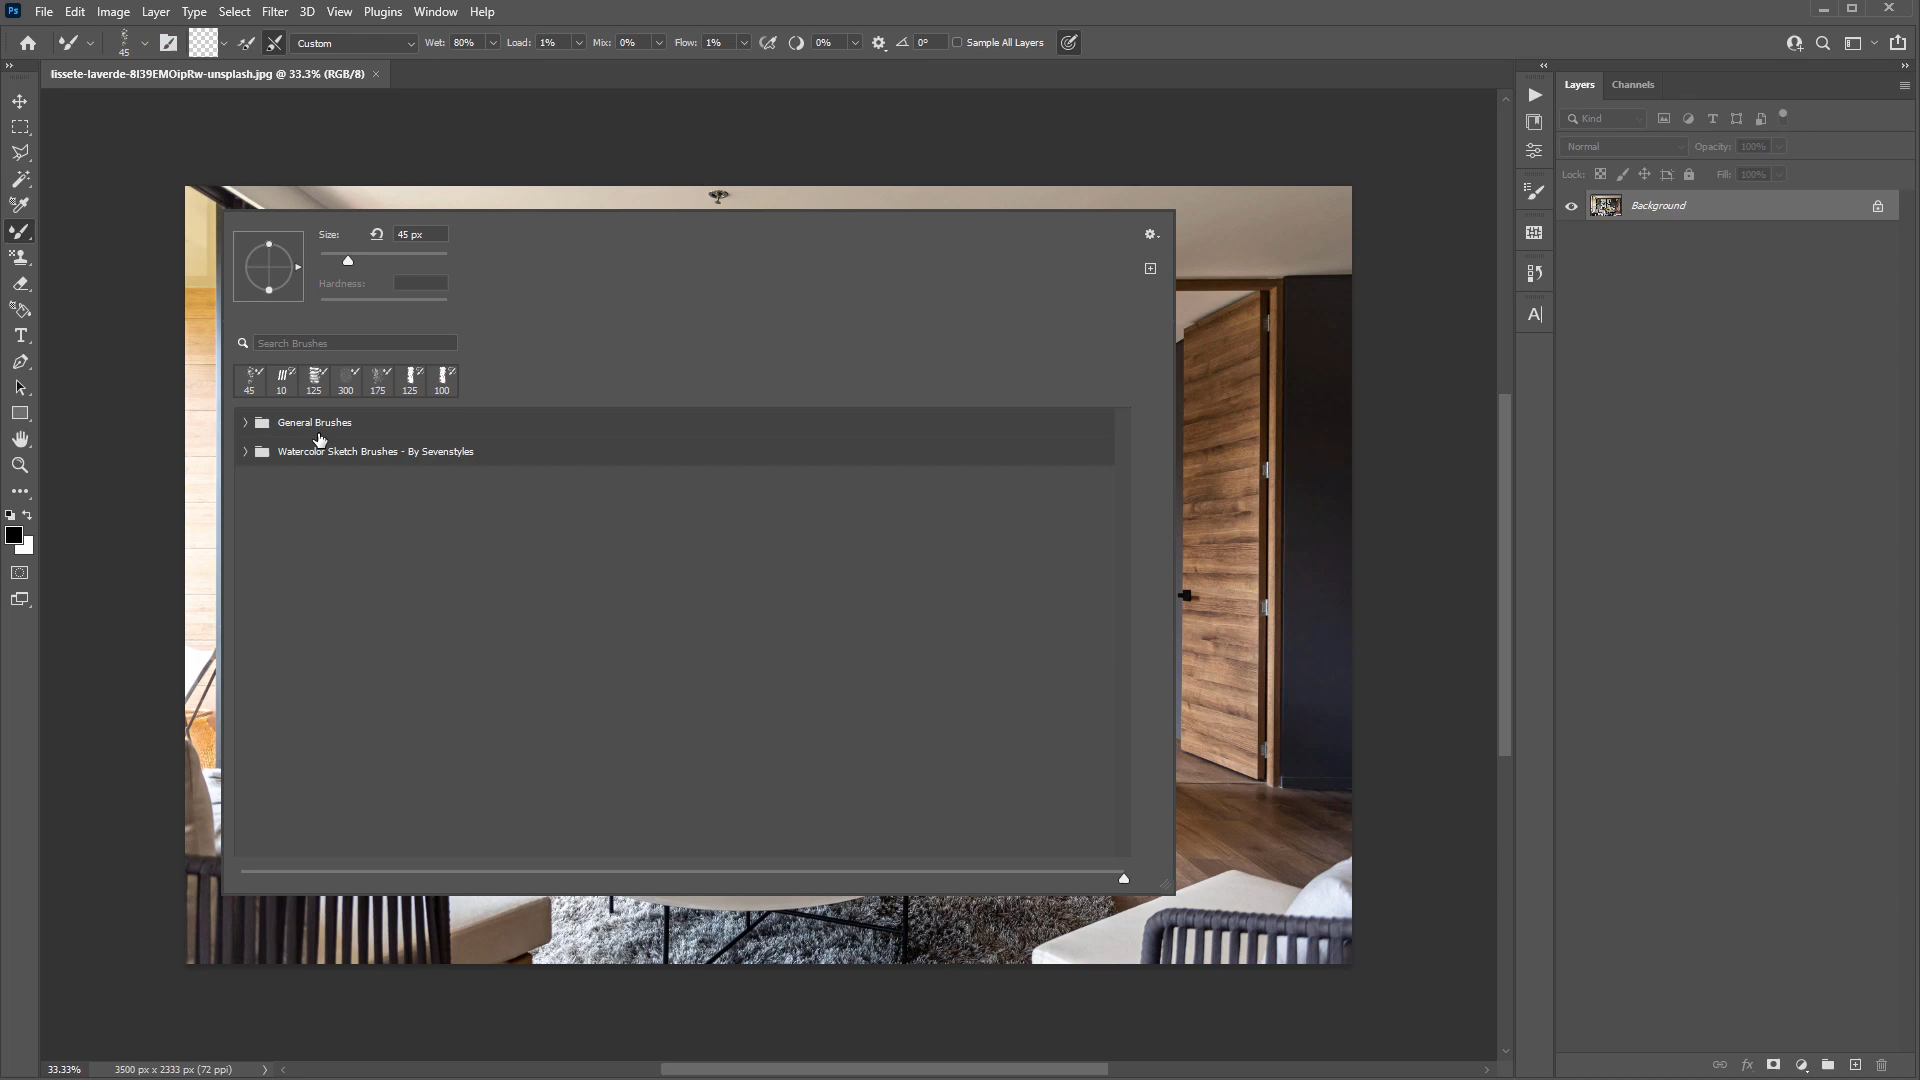 Ps File Edit Image Layer Type Select Filter 3D View Plugins Window Help
45 Custom Wet: 80% Load: 1% Mix: 0% Flow: 1% 0% 0° Sample All Layers
lissete-laverde-8I39EMOipRw-unsplash.jpg @ 33.3% (RGB/8) ×
Layers Channels
Kind
Normal Opacity: 100%
Lock: Fill: 100%
Background
Size: 45 px
Hardness:
Search Brushes
45 10 125 300 175 125 100
General Brushes
Watercolor Sketch Brushes - By Sevenstyles
33.33% 3500 px x 2333 px (72 ppi)